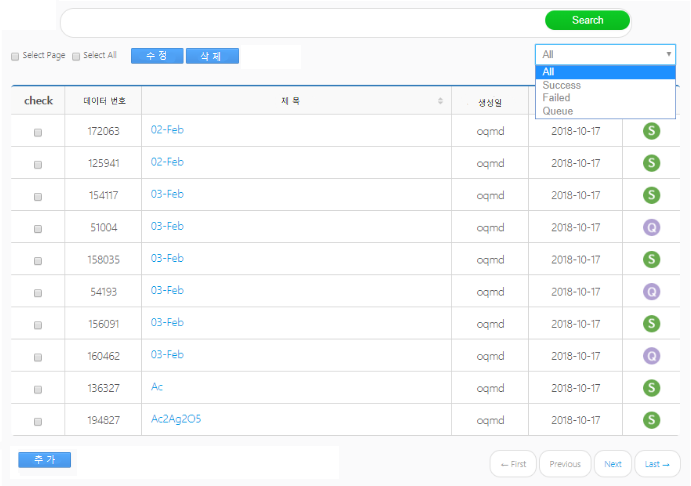 Search
Select Page Select All 수 정 삭 제 All
All
Success
Failed
Queue
check 데이터 번호 제 목 생성일
172063 02-Feb oqmd 2018-10-17 S
125941 02-Feb oqmd 2018-10-17 S
154117 03-Feb oqmd 2018-10-17 S
51004 03-Feb oqmd 2018-10-17 Q
158035 03-Feb oqmd 2018-10-17 S
54193 03-Feb oqmd 2018-10-17 Q
156091 03-Feb oqmd 2018-10-17 S
160462 03-Feb oqmd 2018-10-17 Q
136327 Ac oqmd 2018-10-17 S
194827 Ac2Ag2O5 oqmd 2018-10-17 S
추 가 ← First Previous Next Last →